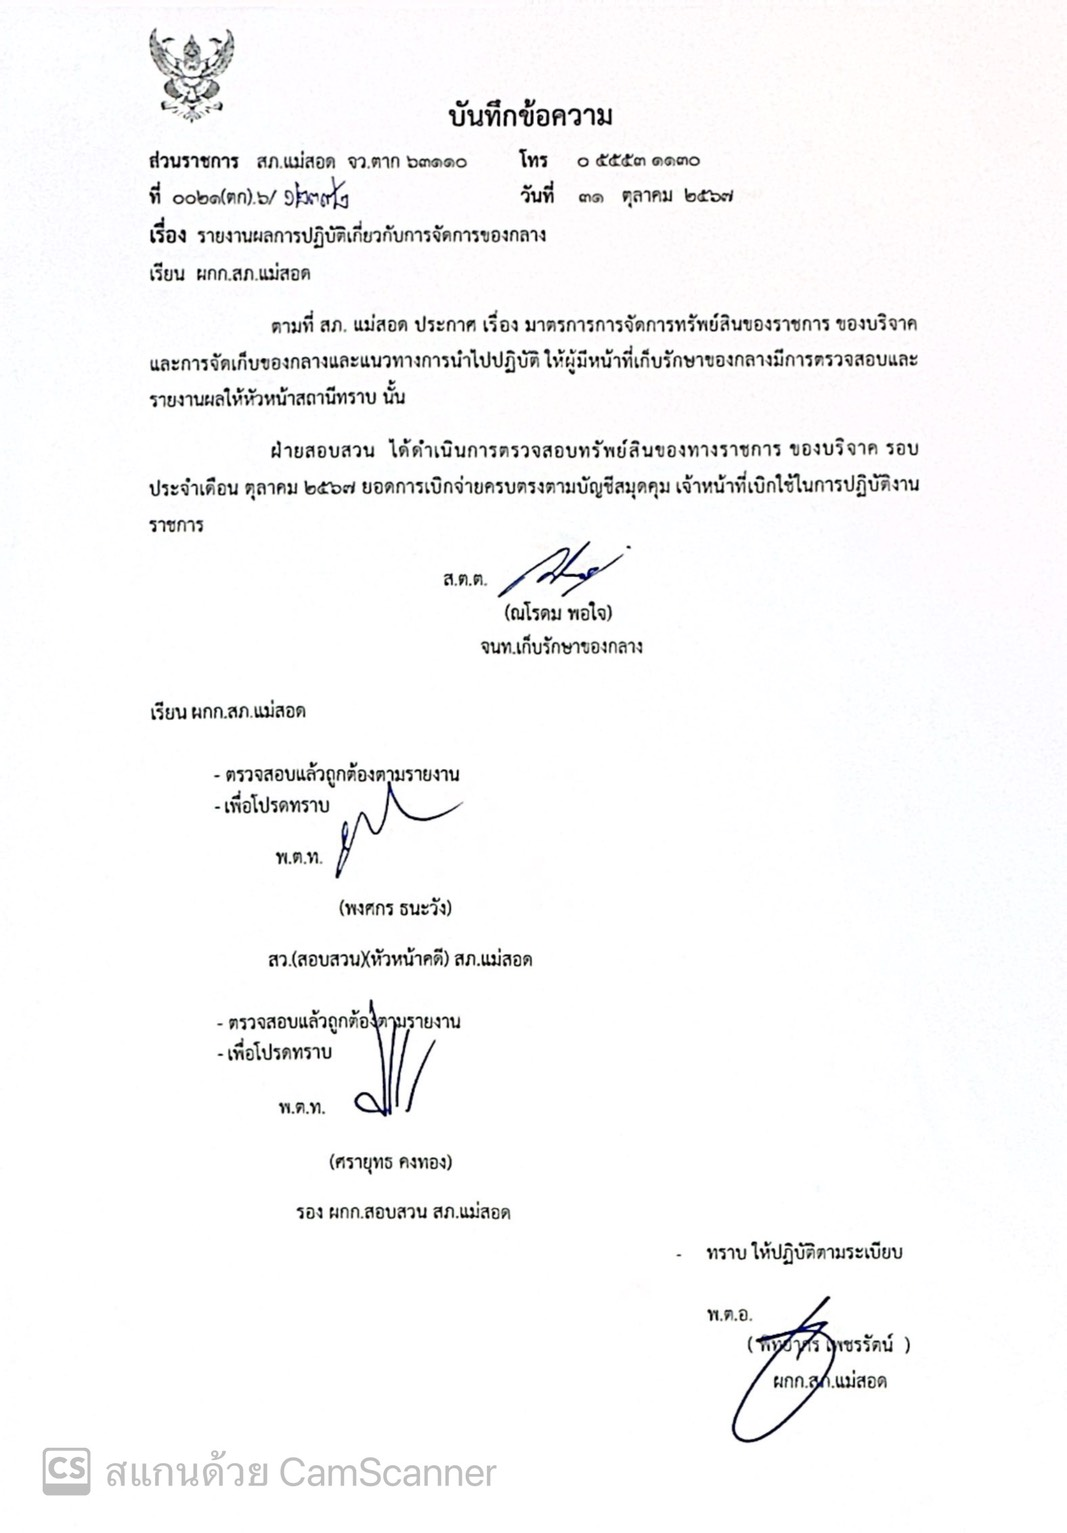 บันทึกข้อความ
ส่วนราชการ สภ.แม่สอด จว.ตาก ๖๓๑๑๐ โทร ๐ ๕๕๕๓ ๑๑๓๐
ที่ ๐๐๒๑(ตก).๖/ วันที่ ๓๑ ตุลาคม ๒๕๖๗
เรื่อง รายงานผลการปฏิบัติเกี่ยวกับการจัดการของกลาง
เรียน ผกก.สภ.แม่สอด
ตามที่ สภ. แม่สอด ประกาศ เรื่อง มาตรการการจัดการทรัพย์สินของราชการ ของบริจาค
และการจัดเก็บของกลางและแนวทางการนำไปปฏิบัติ ให้ผู้มีหน้าที่เก็บรักษาของกลางมีการตรวจสอบและ
รายงานผลให้หัวหน้าสถานีทราบ นั้น
ฝ่ายสอบสวน ได้ดำเนินการตรวจสอบทรัพย์สินของทางราชการ ของบริจาค รอบ
ประจำเดือน ตุลาคม ๒๕๖๗ ยอดการเบิกจ่ายครบตรงตามบัญชีสมุดคุม เจ้าหน้าที่เบิกใช้ในการปฏิบัติงาน
ราชการ
ส.ต.ต.
(ณโรดม พอใจ)
จนท.เก็บรักษาของกลาง
เรียน ผกก.สภ.แม่สอด
- ตรวจสอบแล้วถูกต้องตามรายงาน
- เพื่อโปรดทราบ
พ.ต.ท.
(พงศกร ธนะวัง)
สว.(สอบสวน)(หัวหน้าคดี) สภ.แม่สอด
- ตรวจสอบแล้วถูกต้องตามรายงาน
- เพื่อโปรดทราบ
พ.ต.ท.
(ศรายุทธ คงทอง)
รอง ผกก.สอบสวน สภ.แม่สอด
- ทราบ ให้ปฏิบัติตามระเบียบ
พ.ต.อ.
( พิทยากร เพชรรัตน์ )
ผกก.สภ.แม่สอด
CS สแกนด้วย CamScanner